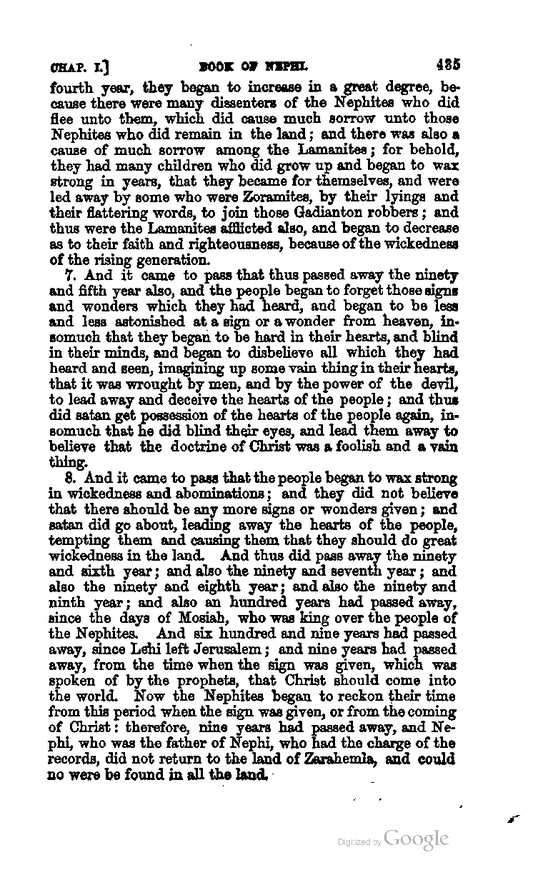 CHAP. I.] BOOK OF NEPHI. 435
fourth year, they began to increase in a great degree, be-
cause there were many dissenters of the Nephites who did
flee unto them, which did cause much sorrow unto those
Nephites who did remain in the land; and there was also a
cause of much sorrow among the Lamanites; for behold,
they had many children who did grow up and began to wax
strong in years, that they became for themselves, and were
led away by some who were Zoramites, by their lyings and
their flattering words, to join those Gadianton robbers; and
thus were the Lamanites afflicted also, and began to decrease
as to their faith and righteousness, because of the wickedness
of the rising generation.
7. And it came to pass that thus passed away the ninety
and fifth year also, and the people began to forget those signs
and wonders which they had heard, and began to be less
and less astonished at a sign or a wonder from heaven, in-
somuch that they began to be hard in their hearts, and blind
in their minds, and began to disbelieve all which they had
heard and seen, imagining up some vain thing in their hearts,
that it was wrought by men, and by the power of the devil,
to lead away and deceive the hearts of the people; and thus
did satan get possession of the hearts of the people again, in-
somuch that he did blind their eyes, and lead them away to
believe that the doctrine of Christ was a foolish and a vain
thing.
8. And it came to pass that the people began to wax strong
in wickedness and abominations; and they did not believe
that there should be any more signs or wonders given; and
satan did go about, leading away the hearts of the people,
tempting them and causing them that they should do great
wickedness in the land. And thus did pass away the ninety
and sixth year; and also the ninety and seventh year; and
also the ninety and eighth year; and also the ninety and
ninth year; and also an hundred years had passed away,
since the days of Mosiah, who was king over the people of
the Nephites. And six hundred and nine years had passed
away, since Lehi left Jerusalem; and nine years had passed
away, from the time when the sign was given, which was
spoken of by the prophets, that Christ should come into
the world. Now the Nephites began to reckon their time
from this period when the sign was given, or from the coming
of Christ: therefore, nine years had passed away, and Ne-
phi, who was the father of Nephi, who had the charge of the
records, did not return to the land of Zarahemla, and could
no were be found in all the land.
Digitized by Google